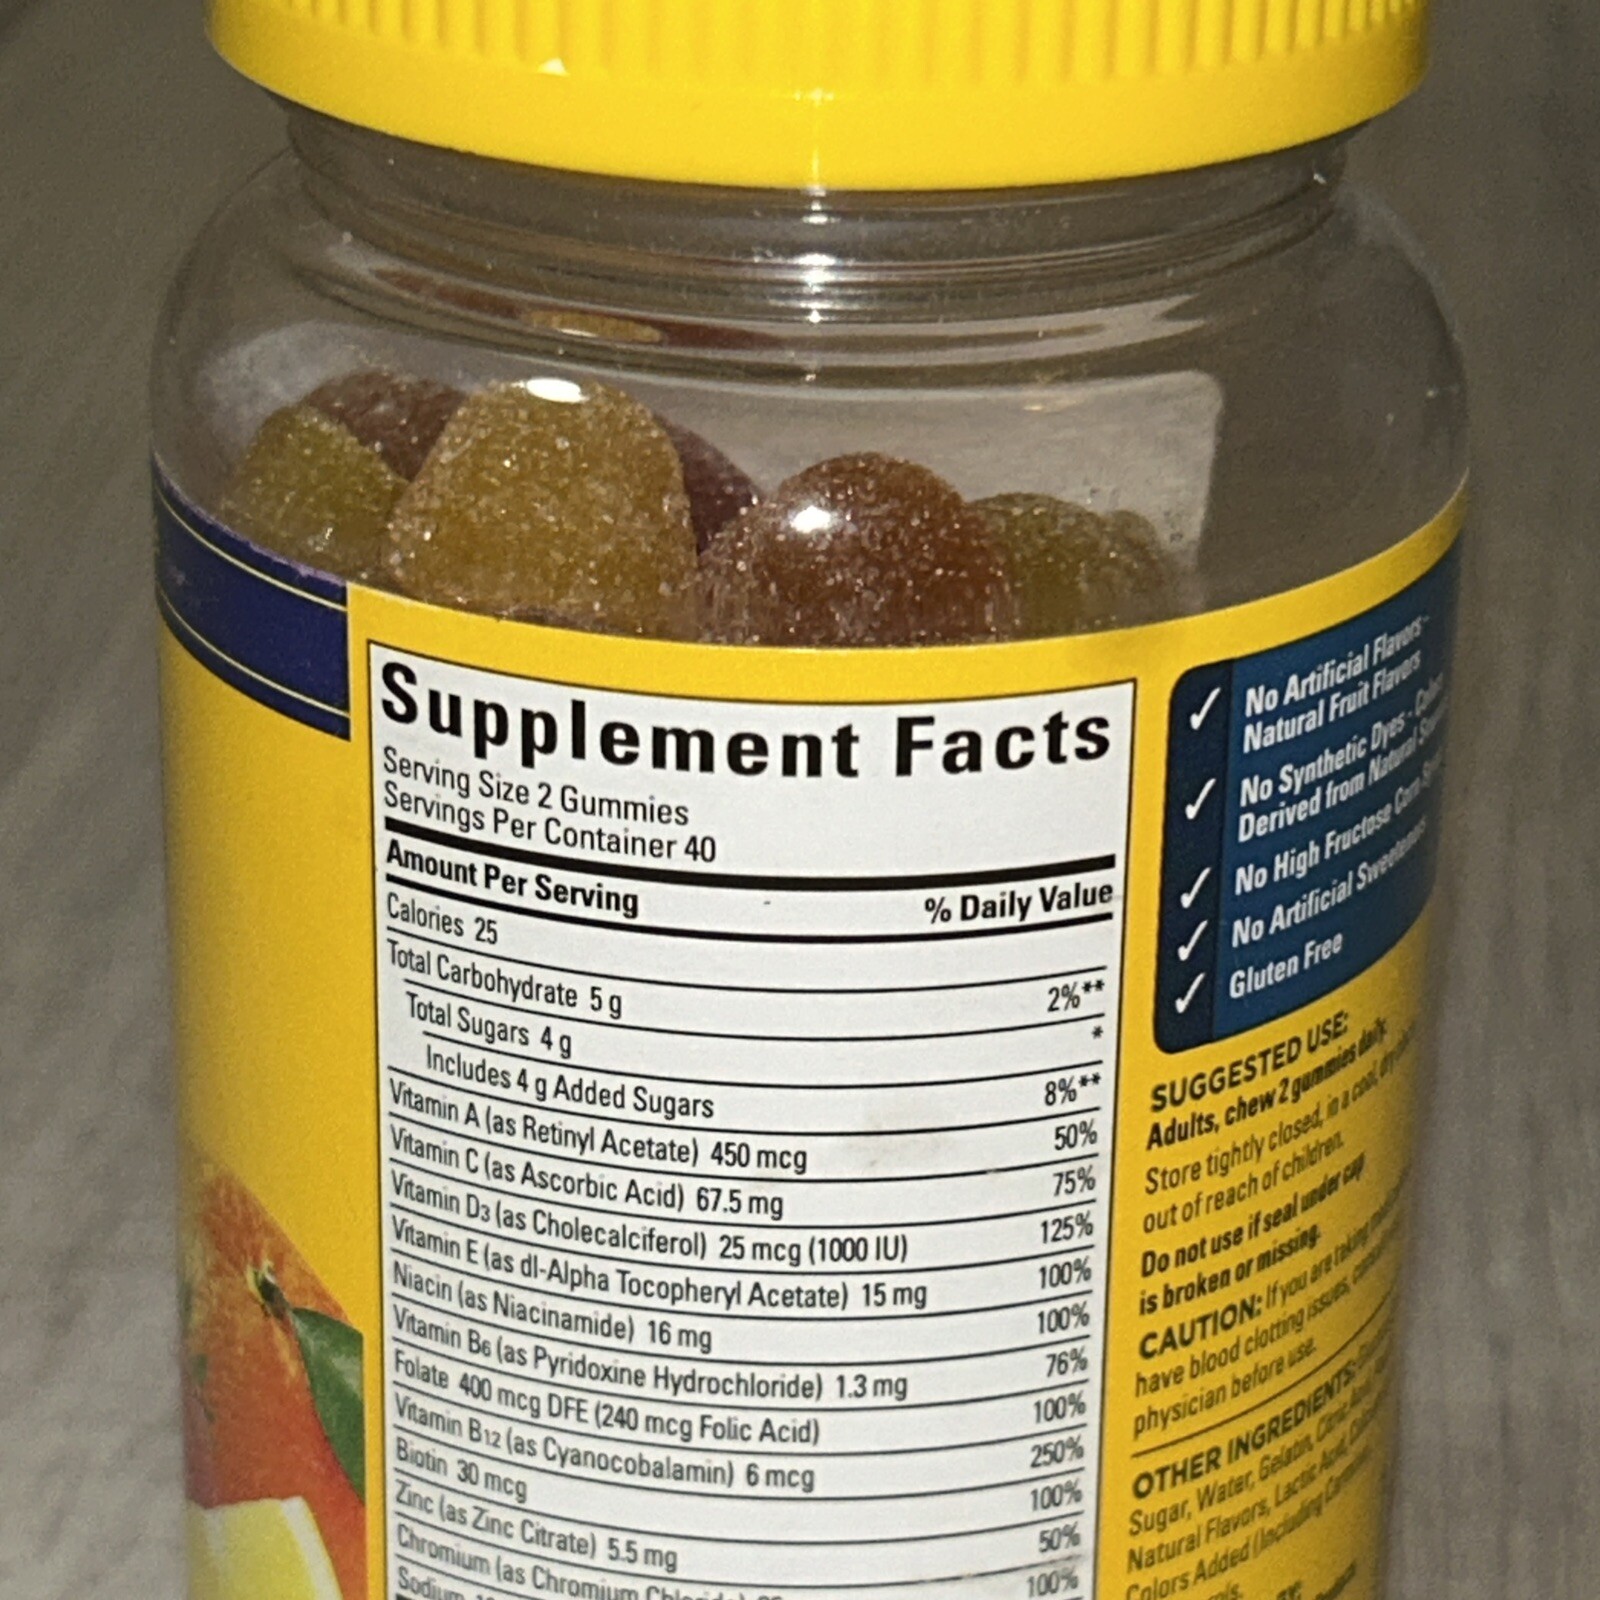 Supplement Facts
Serving Size 2 Gummies
Servings Per Container 40
Amount Per Serving % Daily Value
Calories 25
Total Carbohydrate 5 g 2%**
Total Sugars 4 g *
Includes 4 g Added Sugars 8%**
Vitamin A (as Retinyl Acetate) 450 mcg 50%
Vitamin C (as Ascorbic Acid) 67.5 mg 75%
Vitamin D3 (as Cholecalciferol) 25 mcg (1000 IU) 125%
Vitamin E (as dl-Alpha Tocopheryl Acetate) 15 mg 100%
Niacin (as Niacinamide) 16 mg 100%
Vitamin B6 (as Pyridoxine Hydrochloride) 1.3 mg 76%
Folate 400 mcg DFE (240 mcg Folic Acid) 100%
Vitamin B12 (as Cyanocobalamin) 6 mcg 250%
Biotin 30 mcg 100%
Zinc (as Zinc Citrate) 5.5 mg 50%
Chromium (as Chromium Chloride) 100%
Sodium
✓ No Artificial Flavors -
Natural Fruit Flavors
✓ No Synthetic Dyes -
Derived from Natural
✓ No High Fructose Corn
✓ No Artificial Sweeteners
✓ Gluten Free
SUGGESTED USE:
Adults, chew 2 gummies daily.
Store tightly closed, in a cool, dry
out of reach of children.
Do not use if seal under cap
is broken or missing.
CAUTION: If you are taking
have blood clotting issues,
physician before use.
OTHER INGREDIENTS:
Sugar, Water, Gelatin, Citric Acid,
Natural Flavors, Lactic Acid,
Colors Added (Including